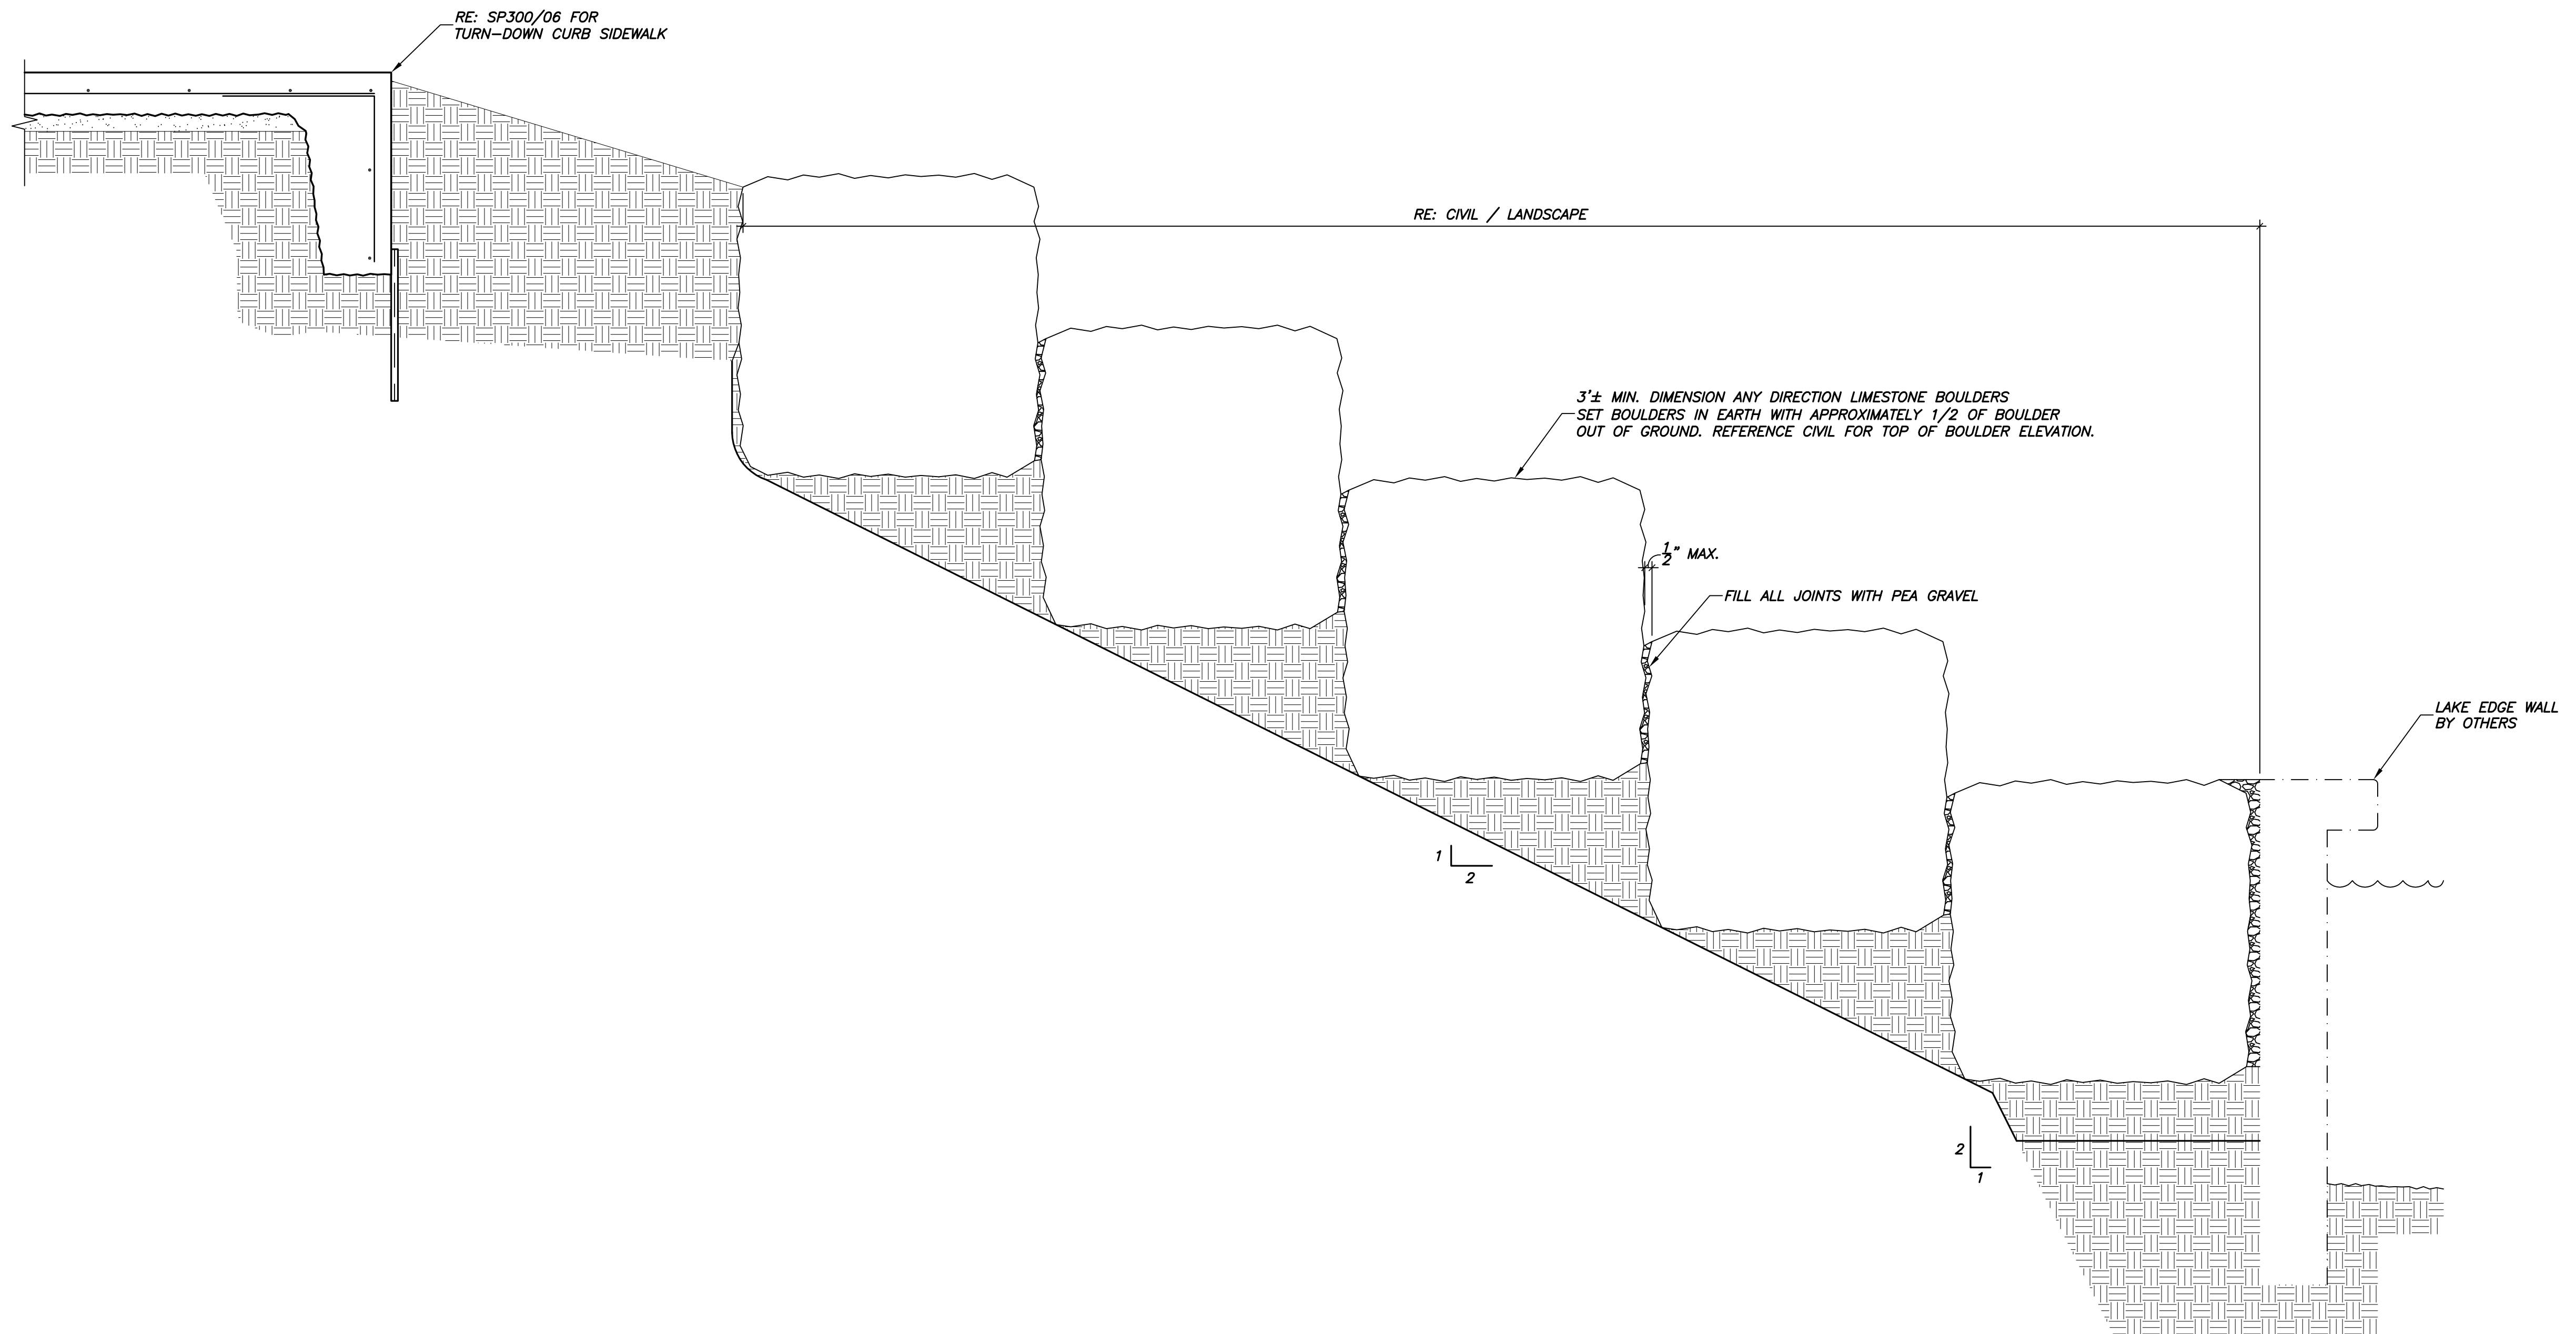 RE: SP300/06 FOR
TURN-DOWN CURB SIDEWALK
RE: CIVIL / LANDSCAPE
3'± MIN. DIMENSION ANY DIRECTION LIMESTONE BOULDERS
SET BOULDERS IN EARTH WITH APPROXIMATELY 1/2 OF BOULDER
OUT OF GROUND. REFERENCE CIVIL FOR TOP OF BOULDER ELEVATION.
1/2" MAX.
FILL ALL JOINTS WITH PEA GRAVEL
LAKE EDGE WALL
BY OTHERS
1
2
2
1